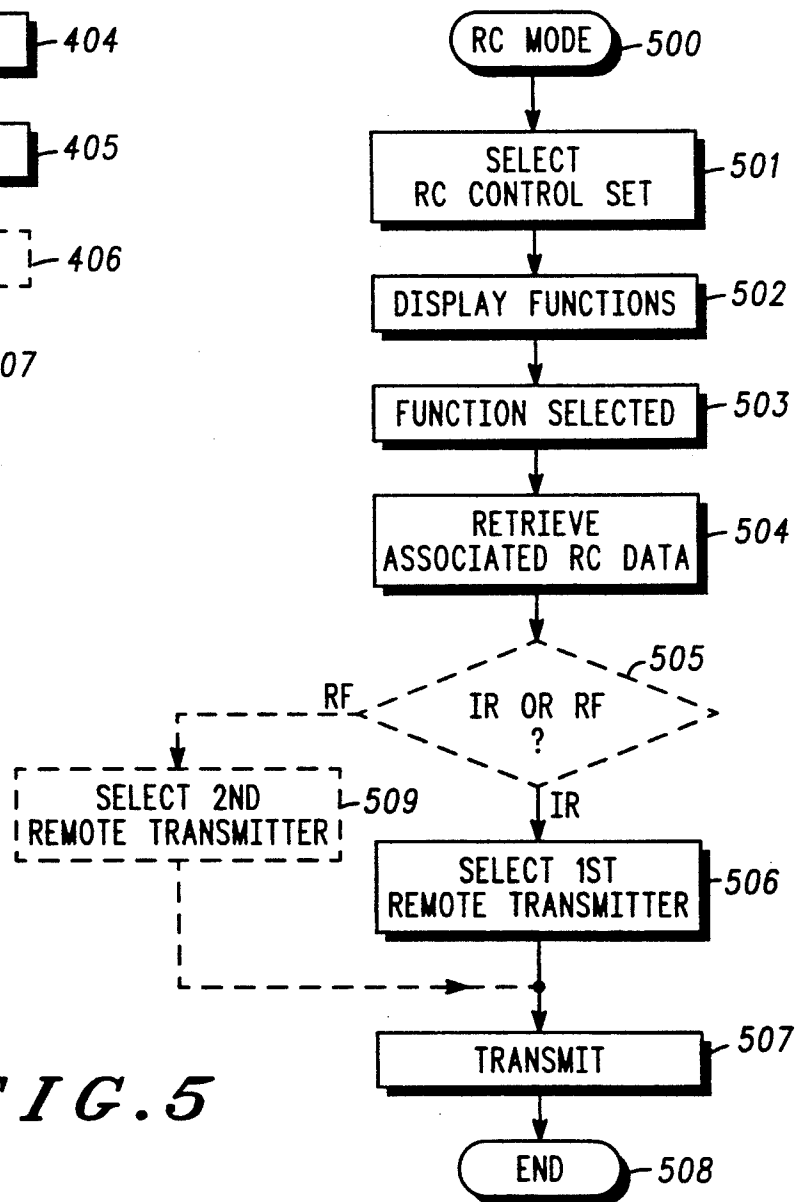 404
405
406
07
RC MODE
500
SELECT
RC CONTROL SET
501
DISPLAY FUNCTIONS
502
FUNCTION SELECTED
503
RETRIEVE
ASSOCIATED RC DATA
504
505
IR OR RF
?
RF
IR
SELECT 2ND
REMOTE TRANSMITTER
509
SELECT 1ST
REMOTE TRANSMITTER
506
TRANSMIT
507
END
508
FIG.5